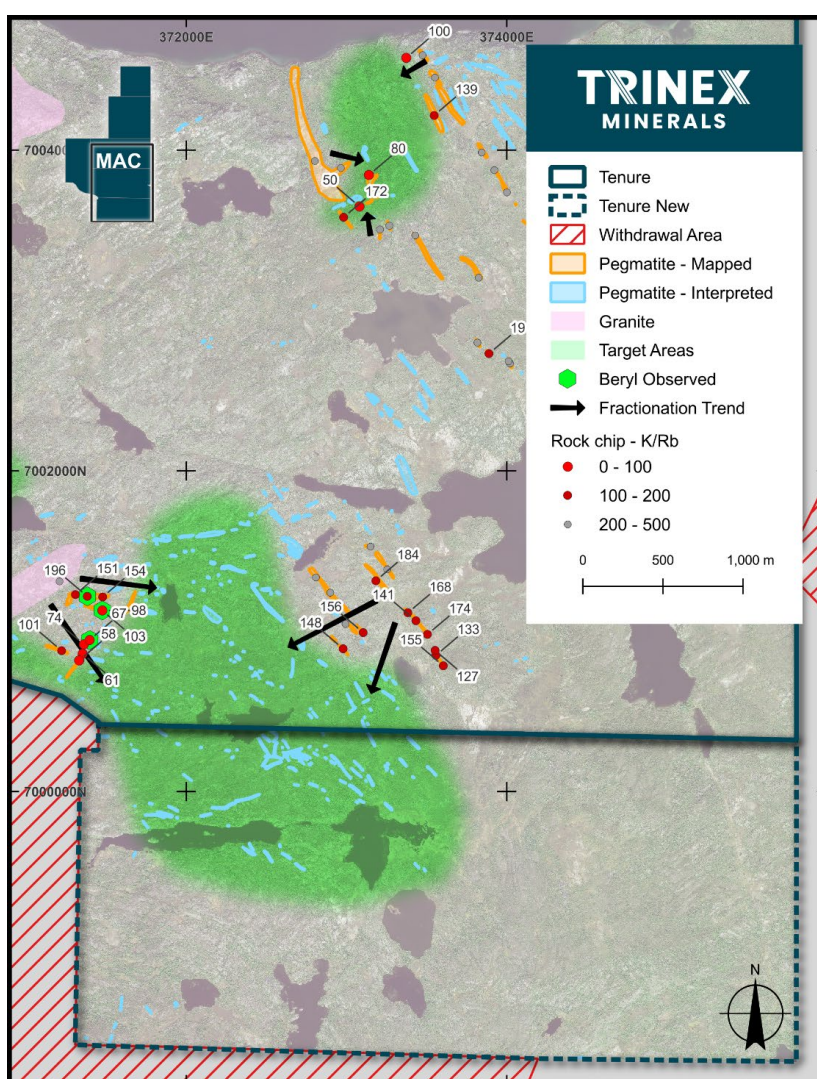 372000E
374000E
100
TRINEX
MINERALS
139
7004000N
MAC
80
50
172
Tenure
Tenure New
Withdrawal Area
Pegmatite - Mapped
Pegmatite - Interpreted
Granite
Target Areas
Beryl Observed
Fractionation Trend
Rock chip - K/Rb
0 - 100
100 - 200
200 - 500
0 500 1,000 m
7002000N
184
196
151
154
141
168
74
67
98
156
174
101
58
103
148
155
133
61
127
7000000N
N